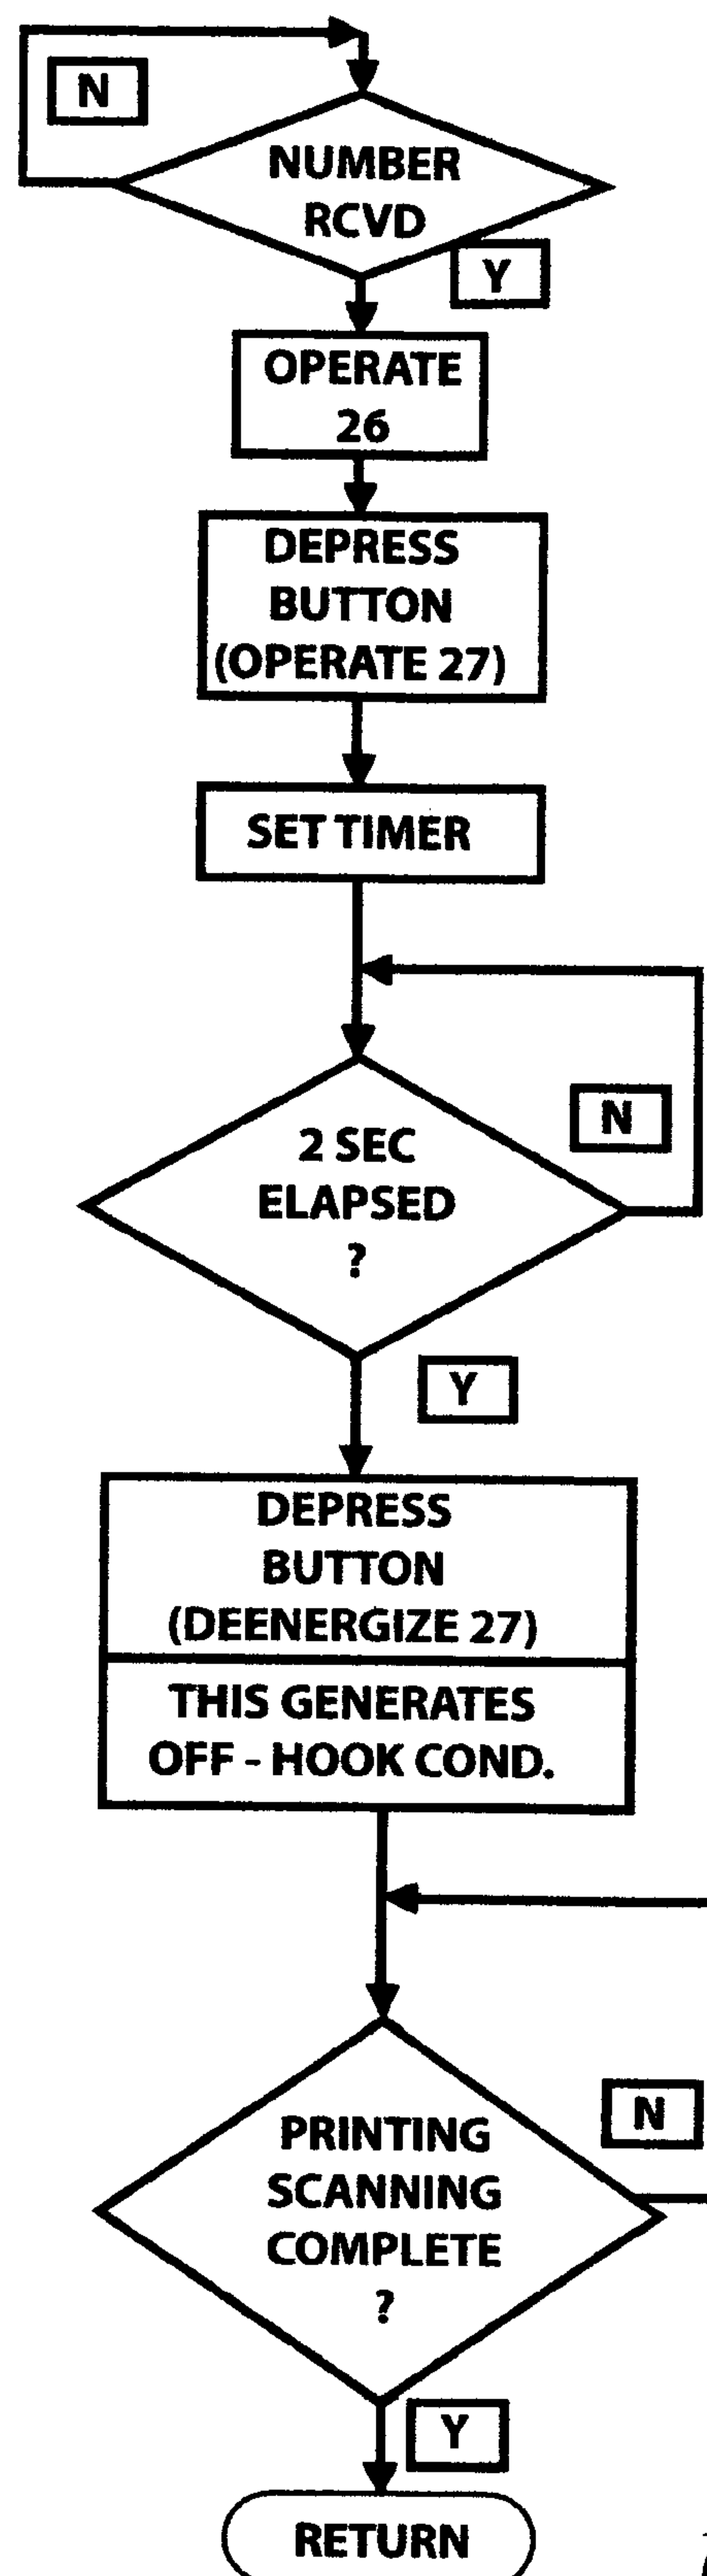 N
NUMBER
RCVD
Y
OPERATE
26
DEPRESS
BUTTON
(OPERATE 27)
SET TIMER
N
2 SEC
ELAPSED
?
Y
DEPRESS
BUTTON
(DEENERGIZE 27)
THIS GENERATES
OFF - HOOK COND.
N
PRINTING
SCANNING
COMPLETE
?
Y
RETURN